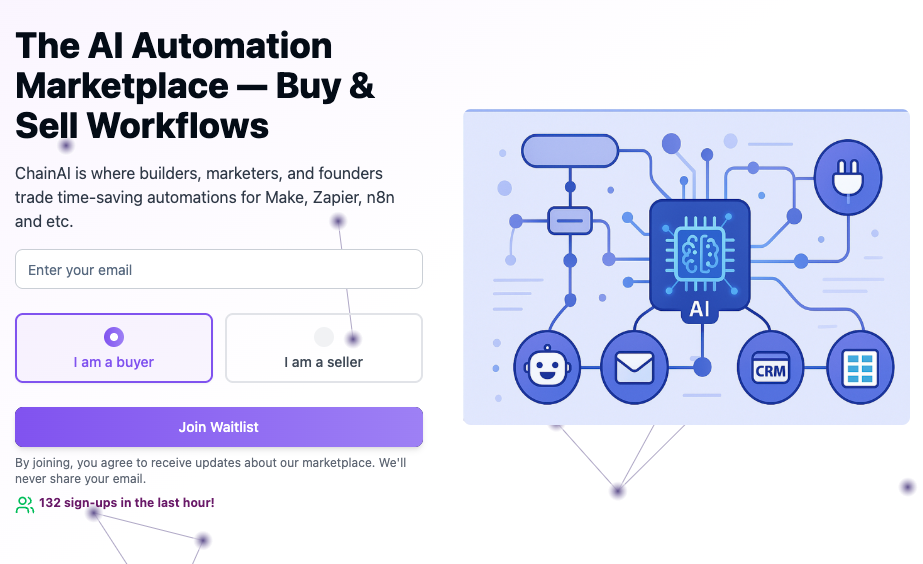 The AI Automation
Marketplace — Buy &
Sell Workflows
ChainAI is where builders, marketers, and founders
trade time-saving automations for Make, Zapier, n8n
and etc.
Enter your email
I am a buyer
I am a seller
Join Waitlist
By joining, you agree to receive updates about our marketplace. We'll
never share your email.
132 sign-ups in the last hour!
AI
CRM